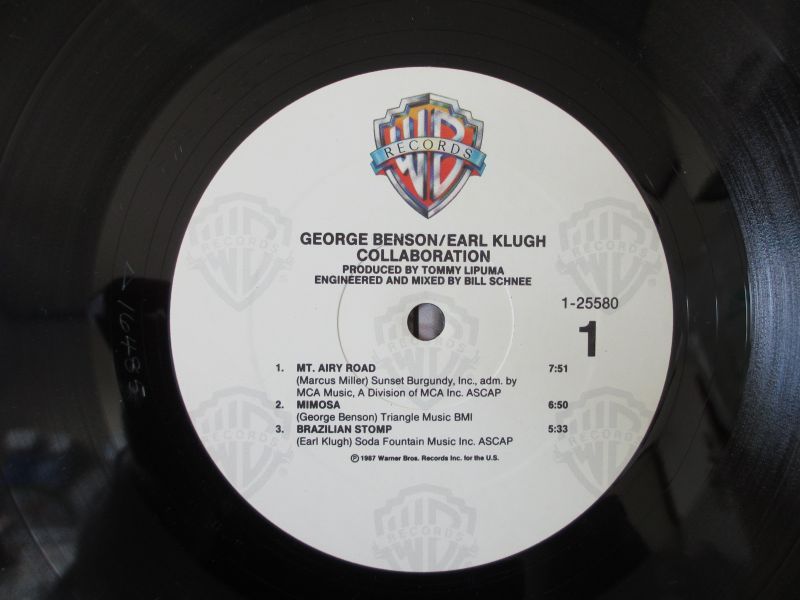 WB
RECORDS
GEORGE BENSON/EARL KLUGH
COLLABORATION
PRODUCED BY TOMMY LIPUMA
ENGINEERED AND MIXED BY BILL SCHNEE
1-25580
1
1. MT. AIRY ROAD 7:51
(Marcus Miller) Sunset Burgundy, Inc., adm. by
MCA Music, A Division of MCA Inc. ASCAP
2. MIMOSA 6:50
(George Benson) Triangle Music BMI
3. BRAZILIAN STOMP 5:33
(Earl Klugh) Soda Fountain Music Inc. ASCAP
℗ 1987 Warner Bros. Records Inc. for the U.S.